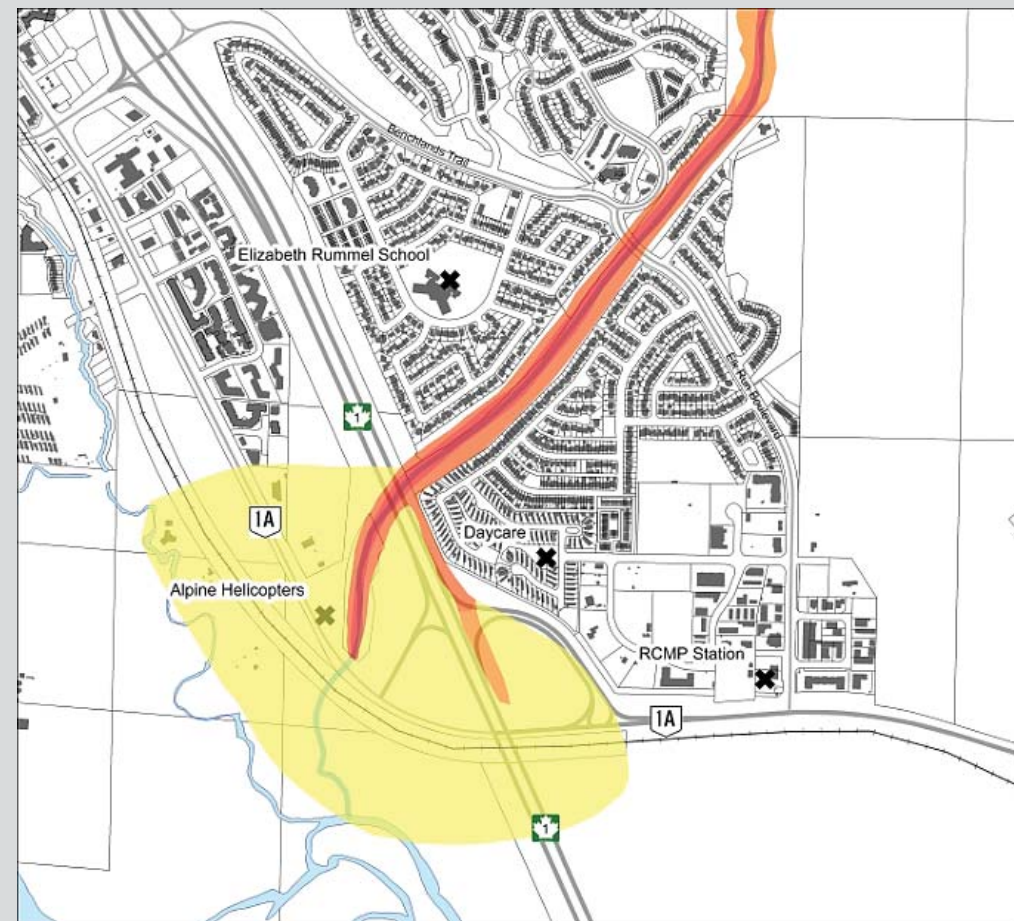 Benchlands Trail
Elizabeth Rummel School
1
1A
Daycare
Alpine Helicopters
RCMP Station
1A
1